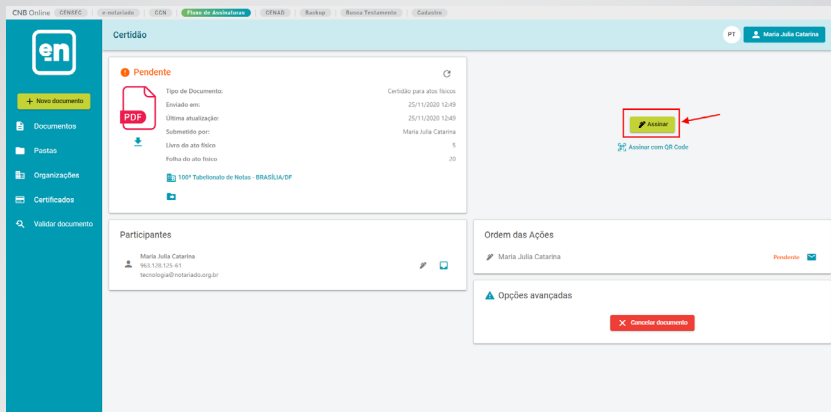 CNB Online CENSEC e-notariado CCN Fluxo de Assinaturas CENAD Backup Busca Testamento Cadastro
en
Certidão
PT Maria Julia Catarina
+ Novo documento
Documentos
Pastas
Organizações
Certificados
Validar documento
Pendente
PDF
Tipo de Documento: Certidão para atos físicos
Enviado em: 25/11/2020 12:49
Última atualização: 25/11/2020 12:49
Submetido por: Maria Julia Catarina
Livro do ato físico 5
Folha do ato físico 20
100º Tabelionato de Notas - BRASÍLIA/DF
Assinar
Assinar com QR Code
Participantes
Maria Julia Catarina
963.128.125-61
tecnologia@notariado.org.br
Ordem das Ações
Maria Julia Catarina Pendente
Opções avançadas
Cancelar documento